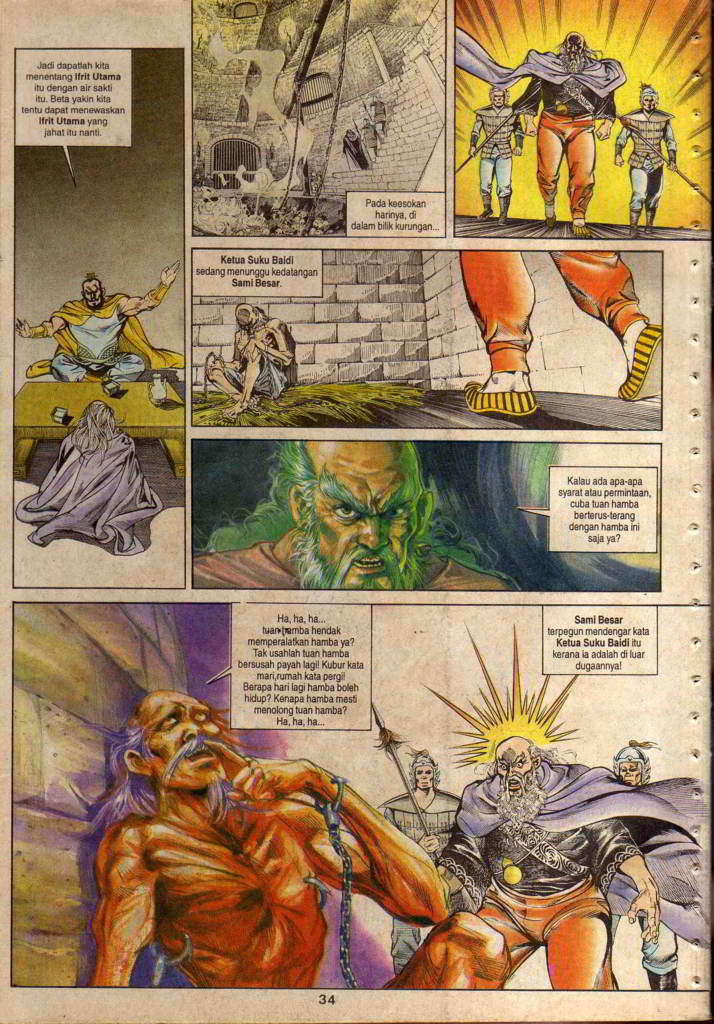 Jadi dapatlah kita
menentang Ifrit Utama
itu dengan air sakti
itu. Beta yakin kita
tentu dapat menewaskan
Ifrit Utama yang
jahat itu nanti.
Pada keesokan
harinya, di
dalam bilik kurungan...
Ketua Suku Baidi
sedang menunggu kedatangan
Sami Besar.
Kalau ada apa-apa
syarat atau permintaan,
cuba tuan hamba
berterus-terang
dengan hamba ini
saja ya?
Ha, ha, ha...
tuan hamba hendak
memperalatkan hamba ya?
Tak usahlah tuan hamba
bersusah payah lagi! Kubur kata
mari,rumah kata pergi!
Berapa hari lagi hamba boleh
hidup? Kenapa hamba mesti
menolong tuan hamba?
Ha, ha, ha...
Sami Besar
terpegun mendengar kata
Ketua Suku Baidi itu
kerana ia adalah di luar
dugaannya!
34